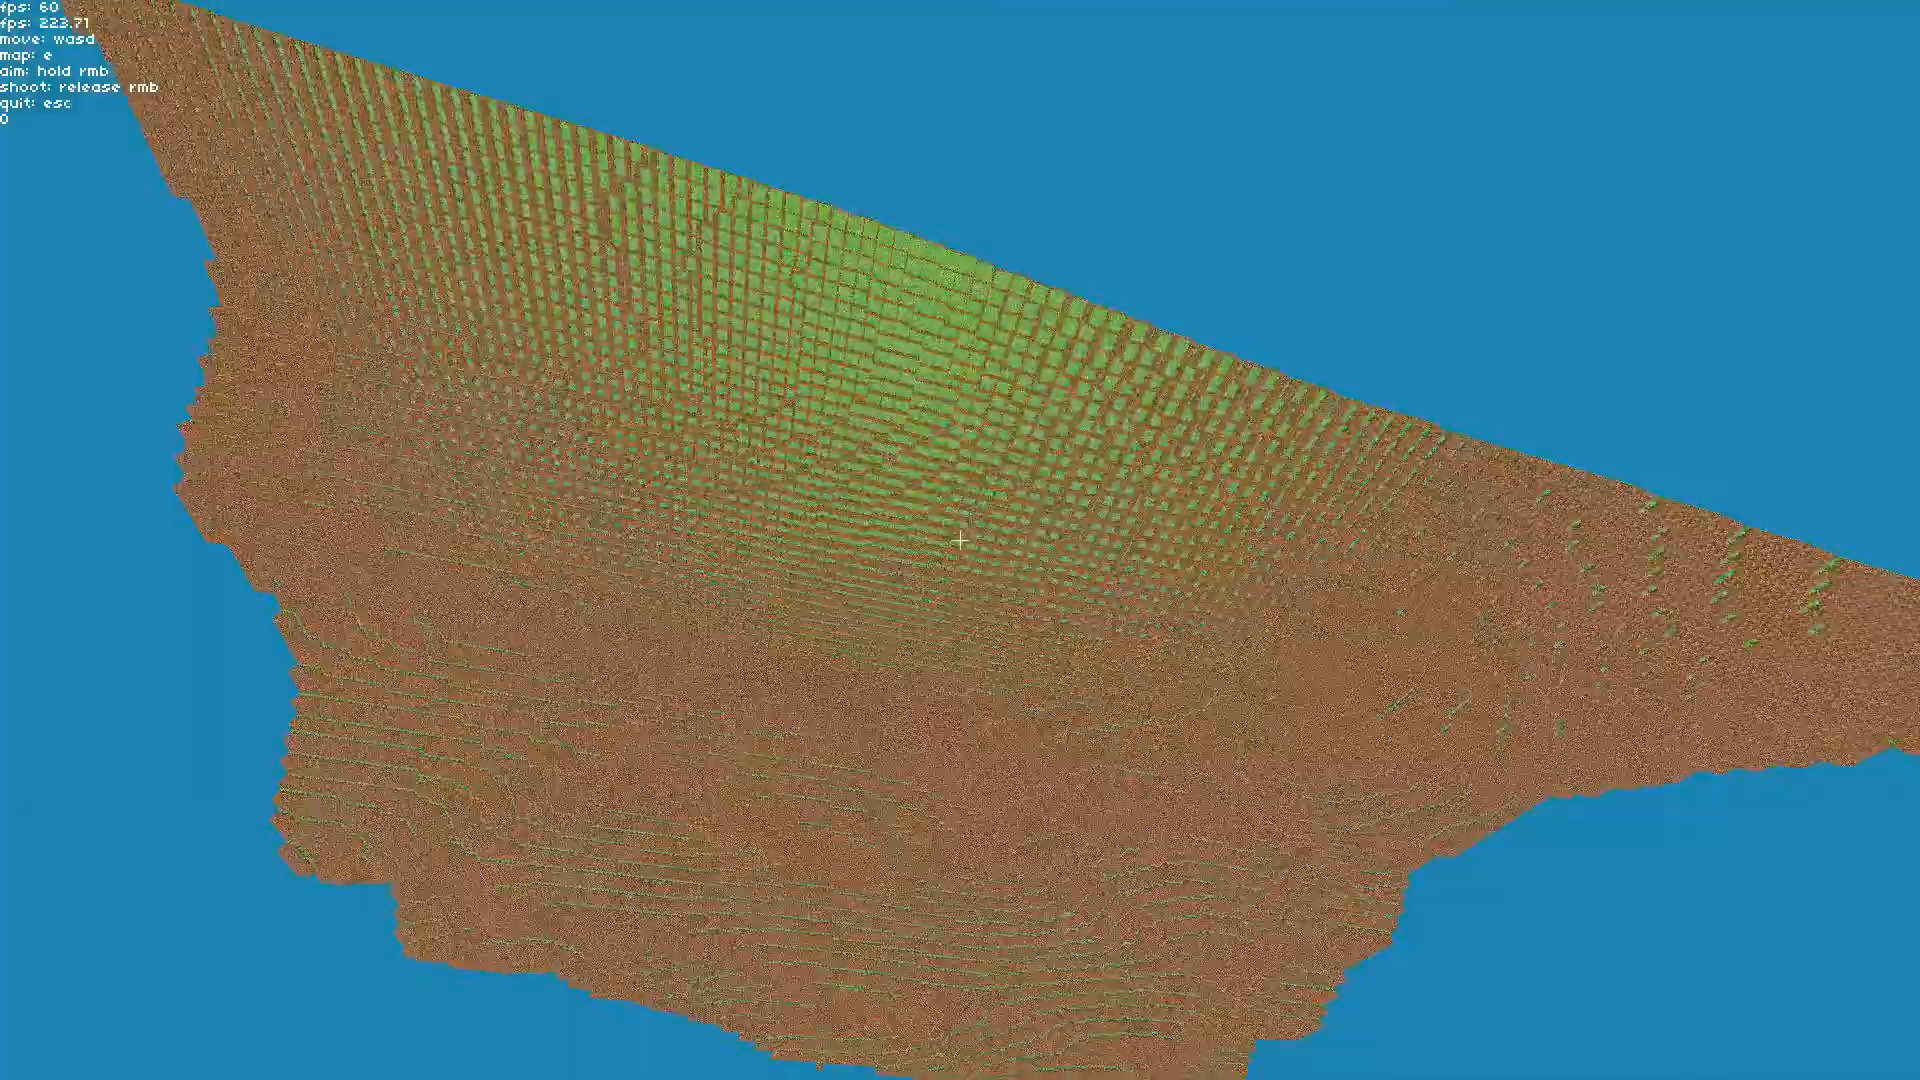 fps: 60
fps: 223.71
move: wasd
map: e
aim: hold rmb
shoot: release rmb
quit: esc
0